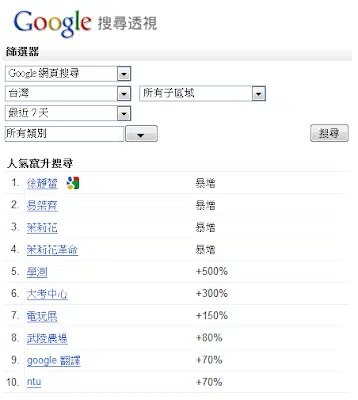 Google 搜尋透視
篩選器
Google 網頁搜尋
台灣 所有子區域
最近 7 天
所有類別 搜尋
人氣竄升搜尋
1. 徐靜蕾 暴增
2. 易榮齊 暴增
3. 茉莉花 暴增
4. 茉莉花革命 暴增
5. 學測 +500%
6. 大考中心 +300%
7. 電玩展 +150%
8. 武陵農場 +80%
9. google 翻譯 +70%
10. ntu +70%